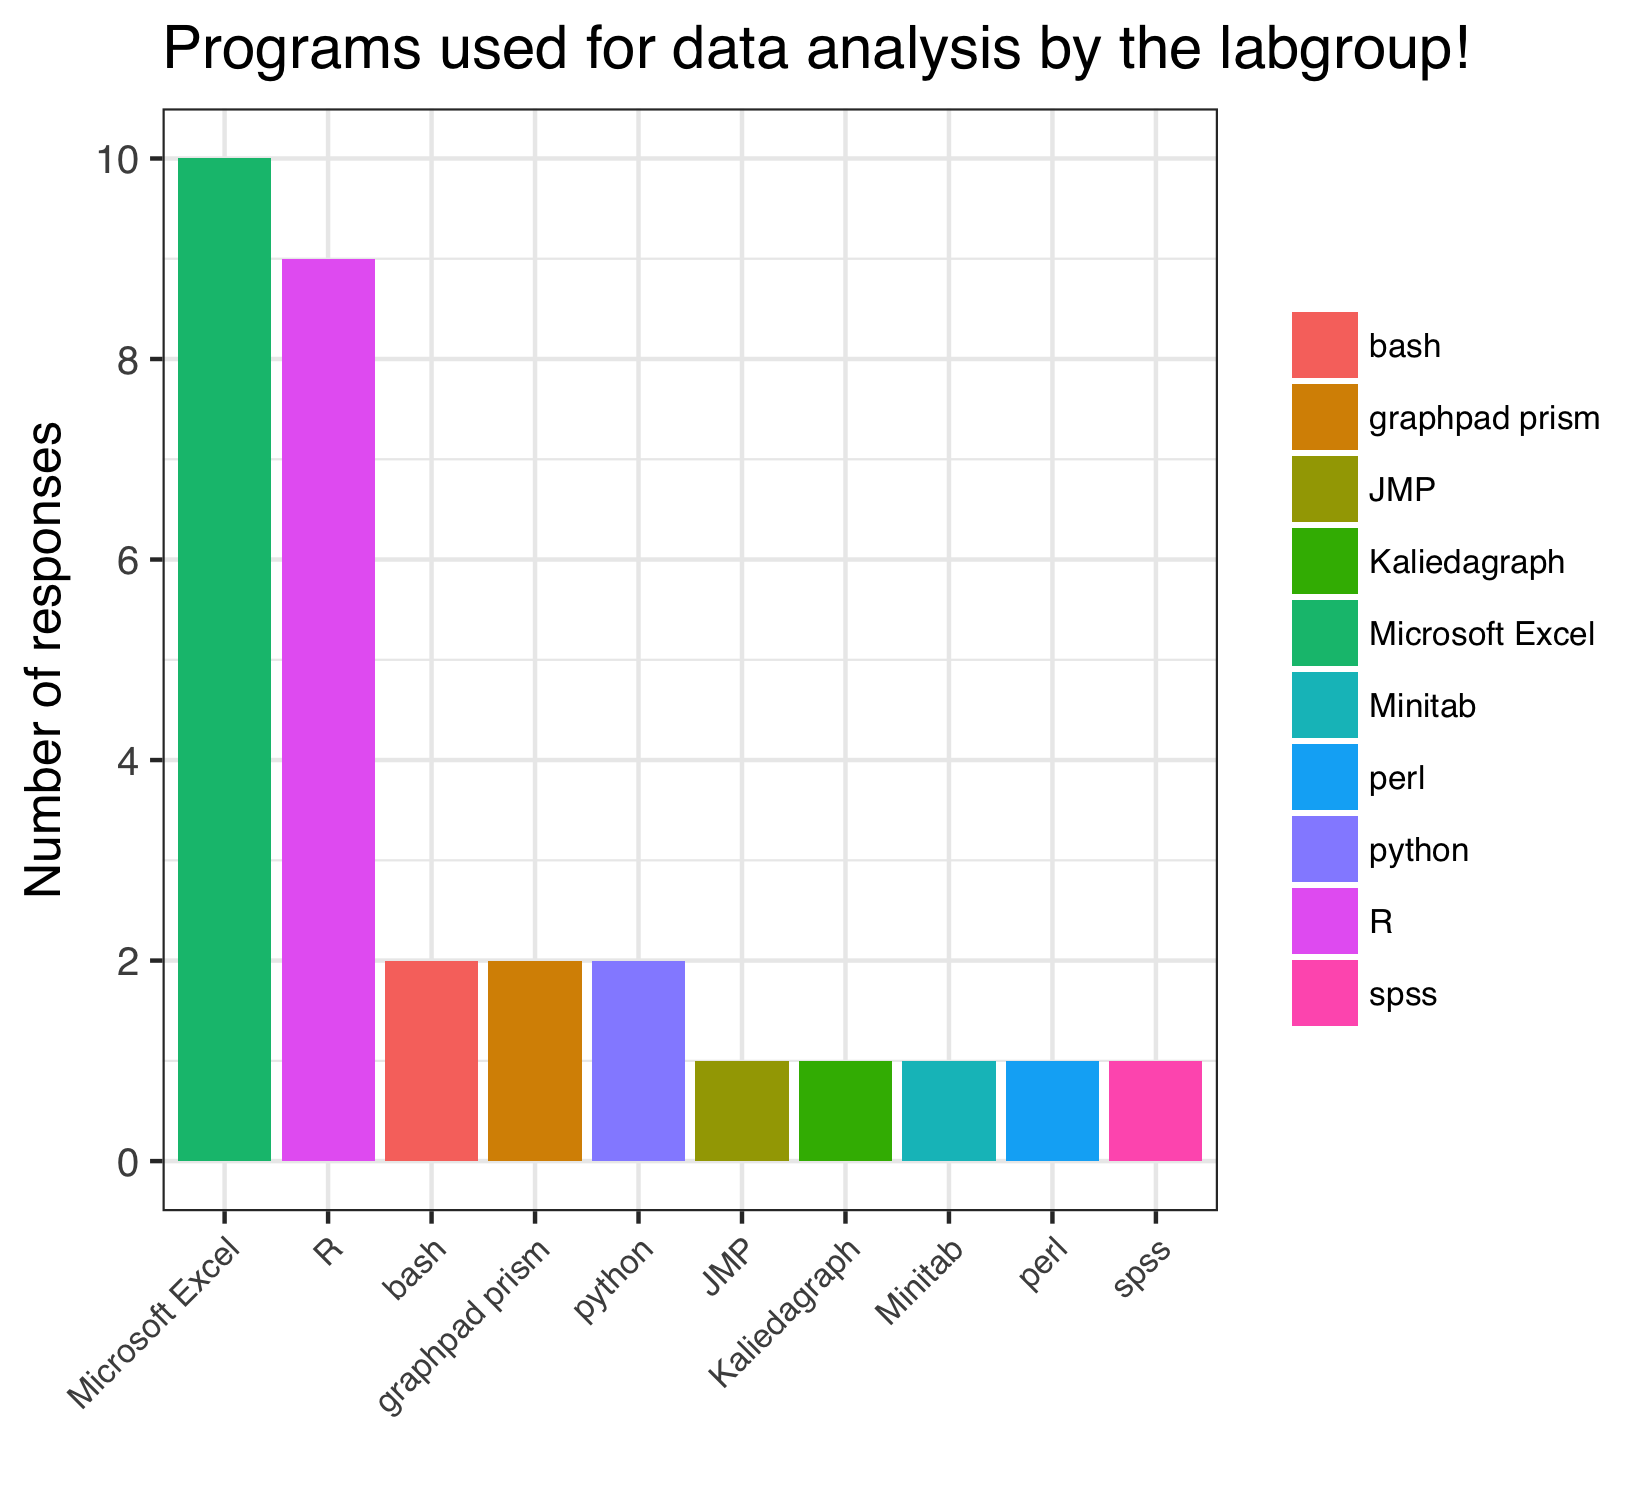 Programs used for data analysis by the labgroup!
Number of responses
10
8
6
4
2
0
Microsoft Excel
R
bash
graphpad prism
python
JMP
Kaliedagraph
Minitab
perl
spss
bash
graphpad prism
JMP
Kaliedagraph
Microsoft Excel
Minitab
perl
python
R
spss